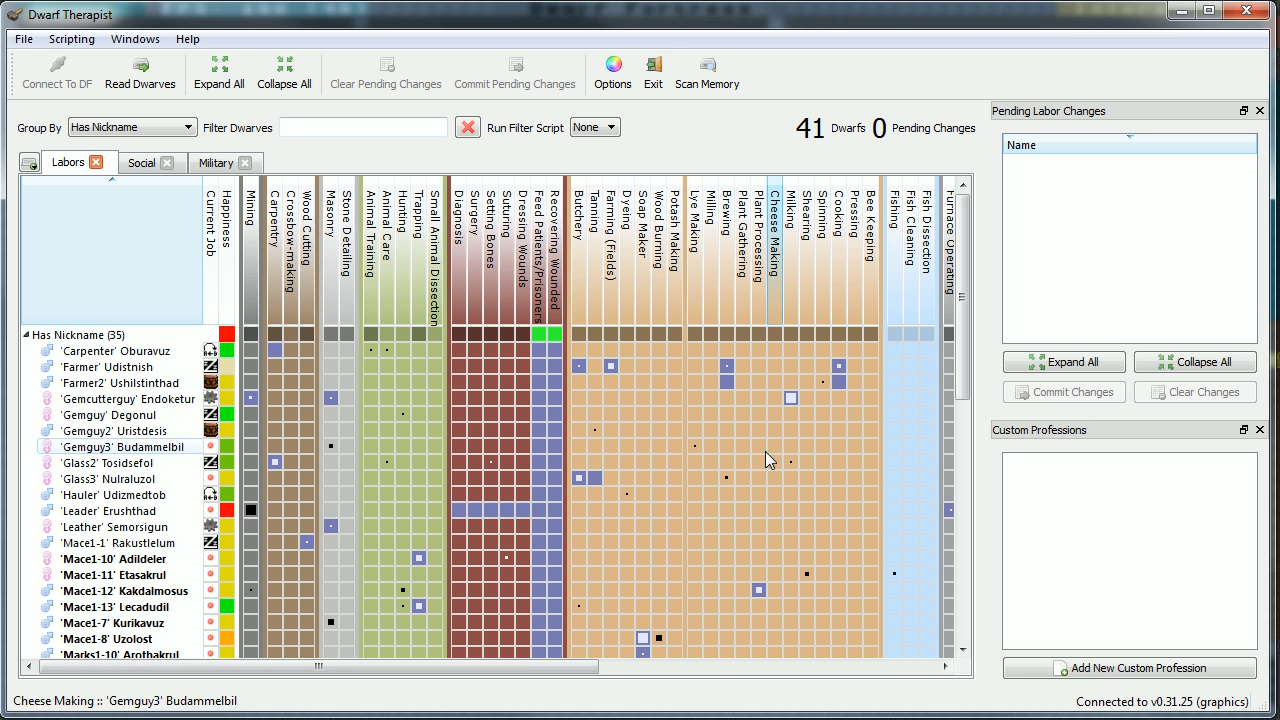 Dwarf Fortress
Dwarf Therapist
File Scripting Windows Help
Connect To DF Read Dwarves Expand All Collapse All Clear Pending Changes Commit Pending Changes Options Exit Scan Memory
Group By Has Nickname Filter Dwarves Run Filter Script None 41 Dwarfs 0 Pending Changes
Labors Social Military
Current Job
Happiness
Mining
Carpentry
Crossbow-making
Wood Cutting
Masonry
Stone Detailing
Animal Training
Animal Care
Hunting
Trapping
Small Animal Dissection
Diagnosis
Surgery
Setting Bones
Suturing
Dressing Wounds
Feed Patients/Prisoners
Recovering Wounded
Butchery
Tanning
Farming (Fields)
Dyeing
Soap Maker
Wood Burning
Potash Making
Lye Making
Milling
Brewing
Plant Gathering
Plant Processing
Cheese Making
Milking
Shearing
Spinning
Cooking
Pressing
Bee Keeping
Fishing
Fish Cleaning
Fish Dissection
Furnace Operating
Has Nickname (35)
'Carpenter' Oburavuz
'Farmer' Udistnish
'Farmer2' Ushilstinthad
'Gemcutterguy' Endoketur
'Gemguy' Degonul
'Gemguy2' Uristdesis
'Gemguy3' Budammelbil
'Glass2' Tosidsefol
'Glass3' Nulraluzol
'Hauler' Udizmedtob
'Leader' Erushthad
'Leather' Semorsigun
'Mace1-1' Rakustlelum
'Mace1-10' Adildeler
'Mace1-11' Etasakrul
'Mace1-12' Kakdalmosus
'Mace1-13' Lecadudil
'Mace1-7' Kurikavuz
'Mace1-8' Uzolost
'Marks1-10' Arothakrul
Pending Labor Changes
Name
Expand All Collapse All
Commit Changes Clear Changes
Custom Professions
Add New Custom Profession
Cheese Making :: 'Gemguy3' Budammelbil
Connected to v0.31.25 (graphics)